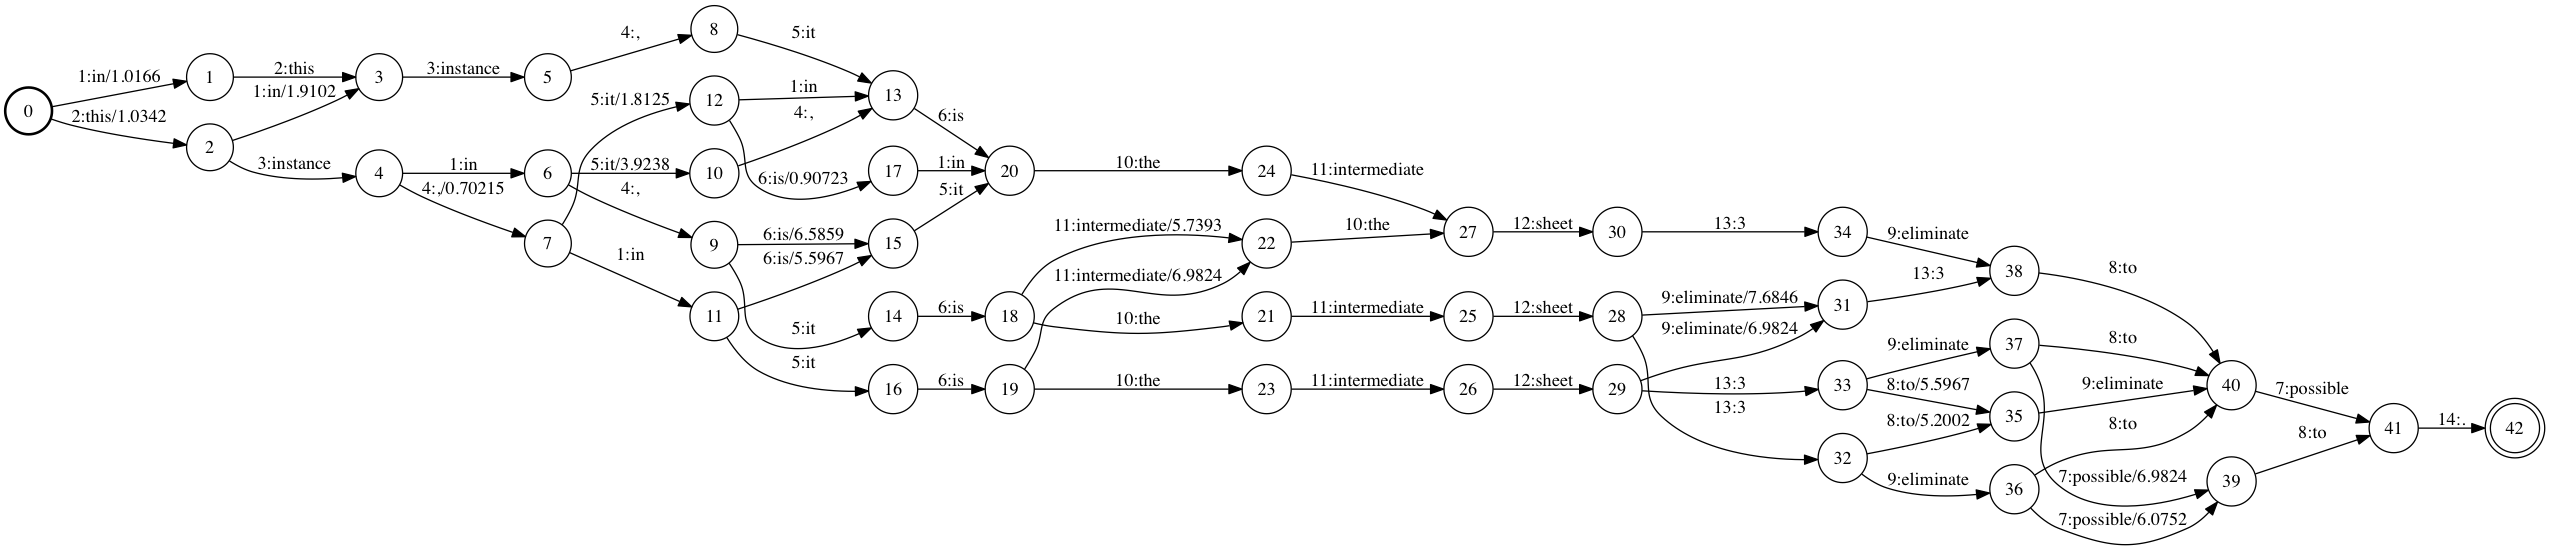 0
1:in/1.0166
2:this/1.0342
1
2
2:this
1:in/1.9102
3:instance
3
4
3:instance
1:in
4:,/0.70215
5
6
7
4:,
5:it/1.8125
5:it/3.9238
4:,
1:in
8
12
10
9
11
5:it
1:in
4:,
6:is/0.90723
6:is/6.5859
6:is/5.5967
5:it
5:it
13
17
15
14
16
6:is
1:in
5:it
6:is
6:is
20
18
19
10:the
11:intermediate/5.7393
11:intermediate/6.9824
10:the
10:the
24
22
21
23
11:intermediate
10:the
11:intermediate
11:intermediate
27
25
26
12:sheet
12:sheet
12:sheet
30
28
29
13:3
9:eliminate/7.6846
9:eliminate/6.9824
13:3
13:3
34
31
33
32
9:eliminate
13:3
9:eliminate
8:to/5.5967
8:to/5.2002
9:eliminate
38
37
35
36
8:to
8:to
9:eliminate
8:to
7:possible/6.9824
7:possible/6.0752
40
39
7:possible
8:to
41
14:.
42